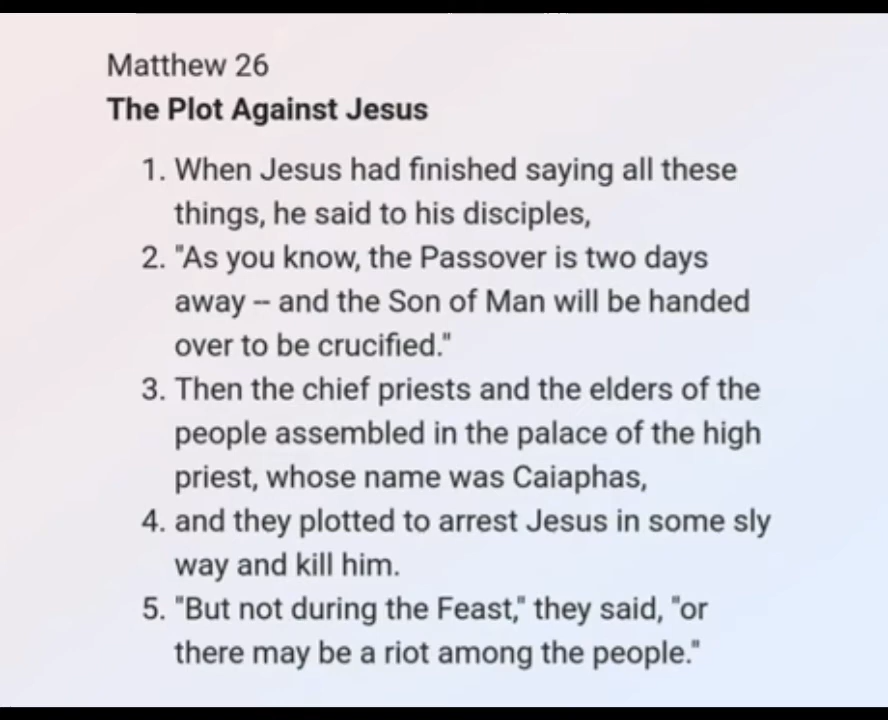 Matthew 26
The Plot Against Jesus
1. When Jesus had finished saying all these
things, he said to his disciples,
2. "As you know, the Passover is two days
away -- and the Son of Man will be handed
over to be crucified."
3. Then the chief priests and the elders of the
people assembled in the palace of the high
priest, whose name was Caiaphas,
4. and they plotted to arrest Jesus in some sly
way and kill him.
5. "But not during the Feast," they said, "or
there may be a riot among the people."